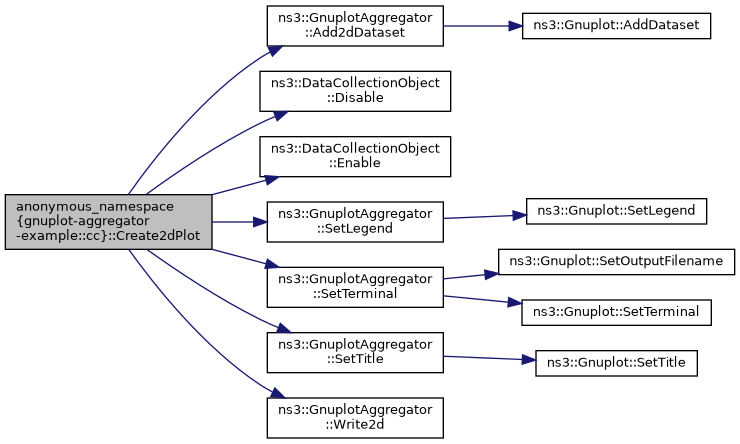 anonymous_namespace
{gnuplot-aggregator
-example::cc}::Create2dPlot
ns3::GnuplotAggregator
::Add2dDataset
ns3::Gnuplot::AddDataset
ns3::DataCollectionObject
::Disable
ns3::DataCollectionObject
::Enable
ns3::GnuplotAggregator
::SetLegend
ns3::Gnuplot::SetLegend
ns3::GnuplotAggregator
::SetTerminal
ns3::Gnuplot::SetOutputFilename
ns3::Gnuplot::SetTerminal
ns3::GnuplotAggregator
::SetTitle
ns3::Gnuplot::SetTitle
ns3::GnuplotAggregator
::Write2d